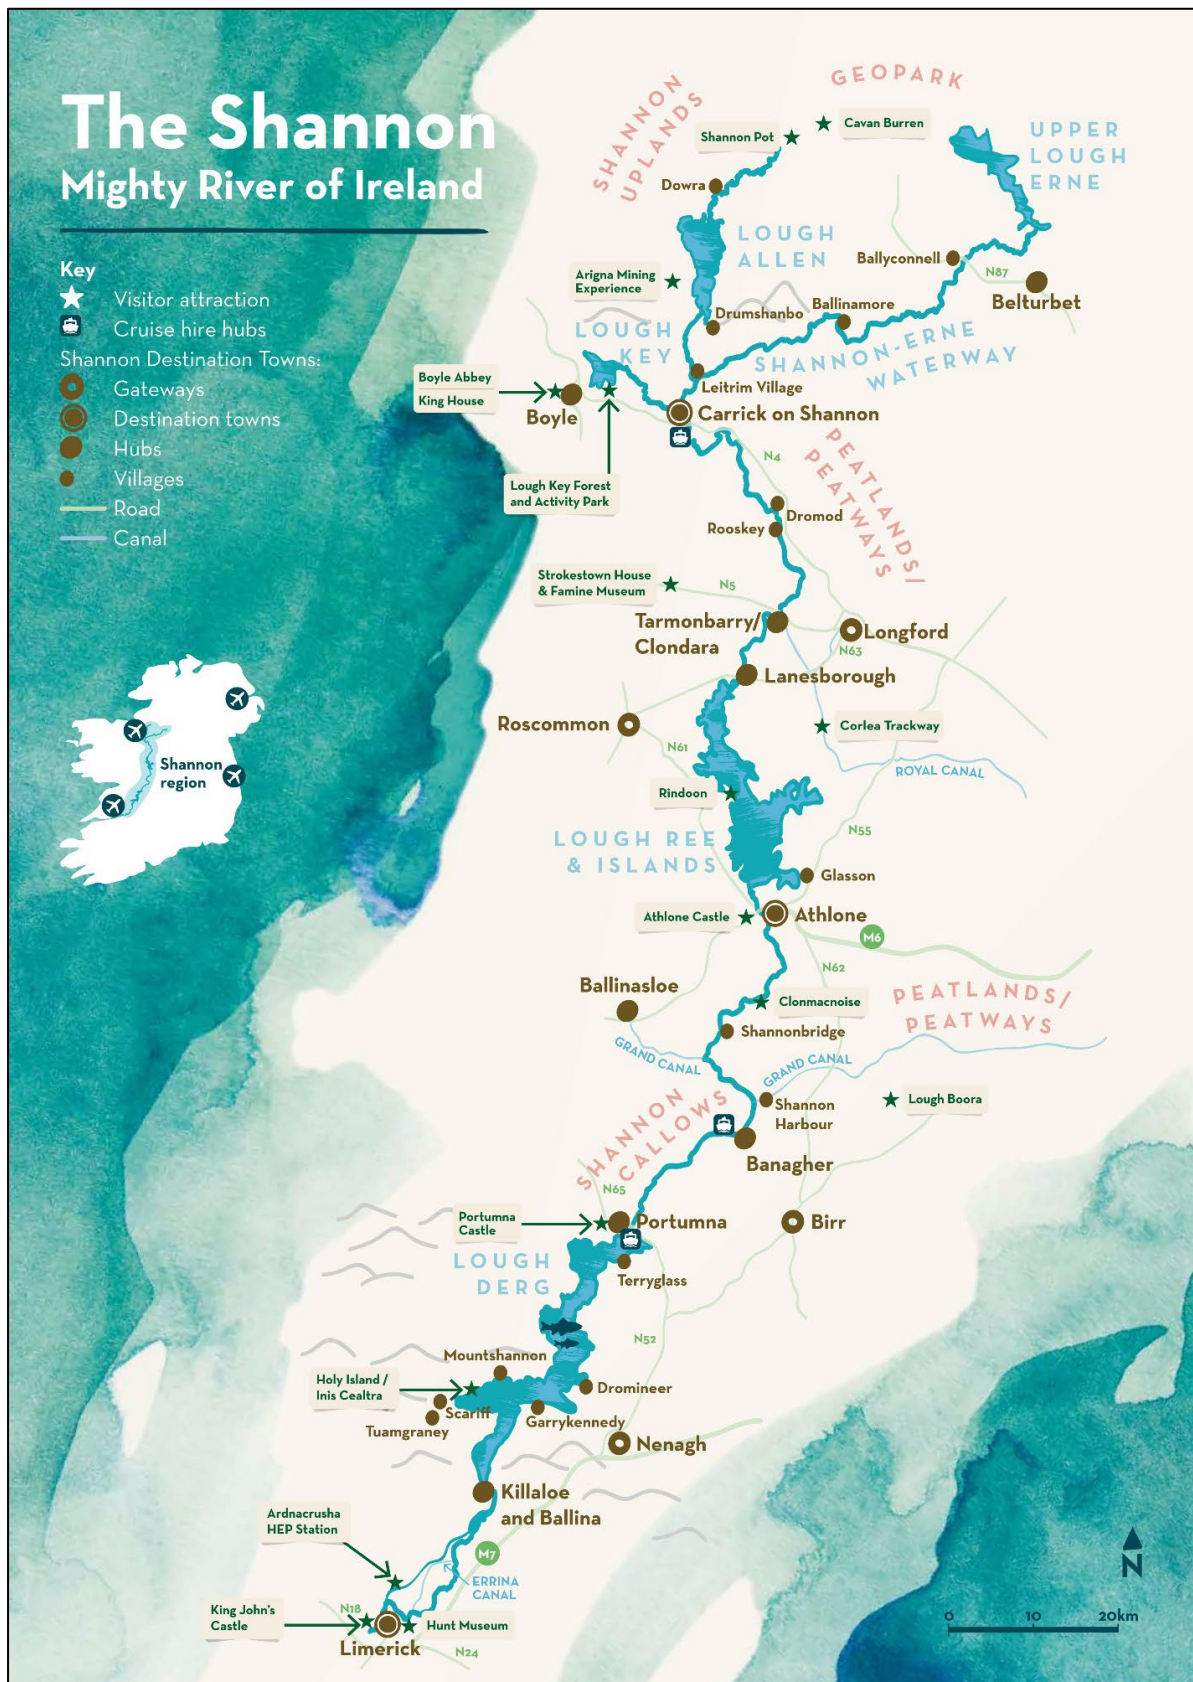 The Shannon
Mighty River of Ireland
Key
Visitor attraction
Cruise hire hubs
Shannon Destination Towns:
Gateways
Destination towns
Hubs
Villages
Road
Canal
Shannon
region
GEOPARK
SHANNON
UPLANDS
Shannon Pot
Cavan Burren
UPPER
LOUGH
ERNE
Dowra
LOUGH
ALLEN
Ballyconnell
N87
Belturbet
Arigna Mining
Experience
Drumshanbo
Ballinamore
LOUGH
KEY
SHANNON-ERNE
WATERWAY
Leitrim Village
Boyle Abbey
King House
Boyle
Carrick on Shannon
N4
PEATLANDS/
PEATWAYS
Lough Key Forest
and Activity Park
Dromod
Rooskey
Strokestown House
& Famine Museum
N5
Tarmonbarry/
Clondara
Longford
N63
Lanesborough
Roscommon
N61
Corlea Trackway
ROYAL CANAL
Rindoon
N55
LOUGH REE
& ISLANDS
Glasson
Athlone Castle
Athlone
M6
N62
Ballinasloe
Clonmacnoise
PEATLANDS/
PEATWAYS
Shannonbridge
GRAND CANAL
GRAND CANAL
Shannon
Harbour
Lough Boora
SHANNON
CALLOWS
Banagher
N65
Portumna
Castle
Portumna
Birr
LOUGH
DERG
Terryglass
N52
Mountshannon
Holy Island /
Inis Cealtra
Dromineer
Scariff
Garrykennedy
Tuamgraney
Nenagh
Killaloe
and Ballina
Ardnacrusha
HEP Station
M7
ERRINA
CANAL
King John's
Castle
N18
Hunt Museum
Limerick
N24
N
0 10 20km